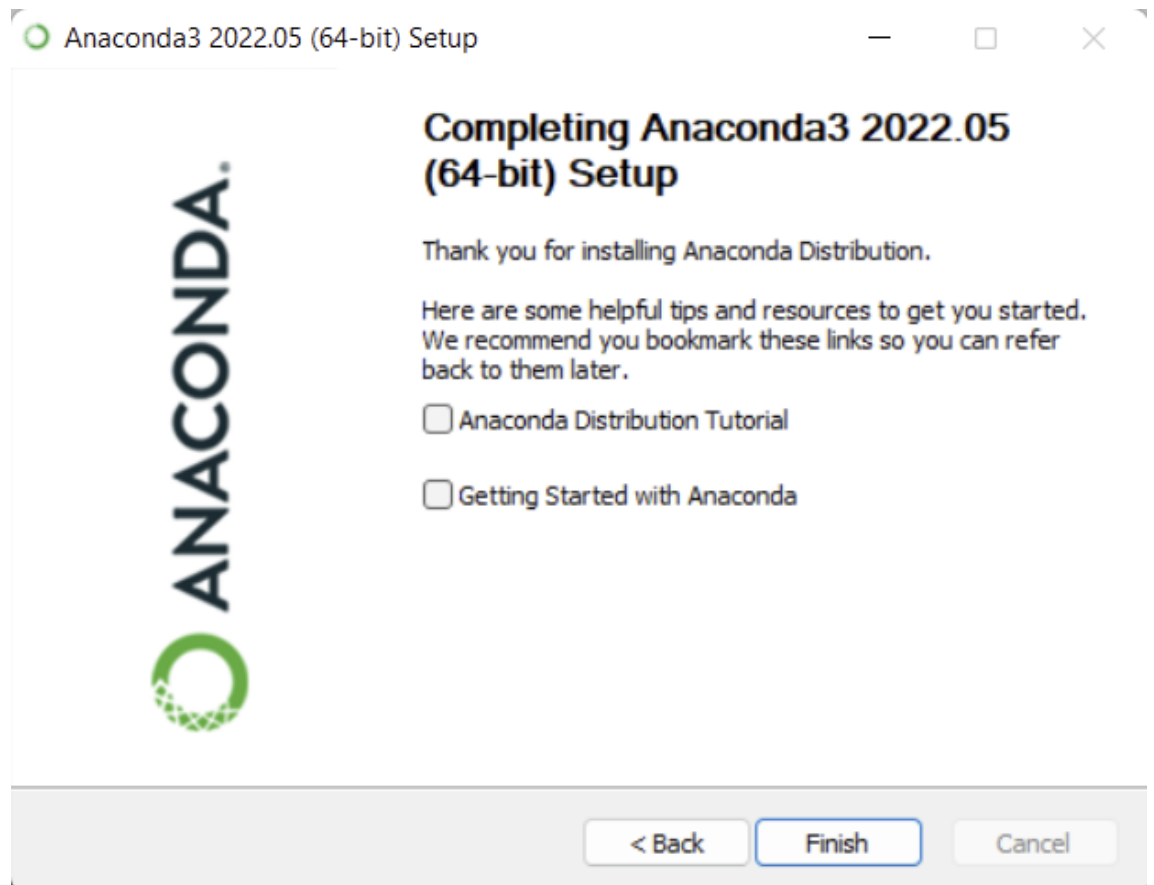 Anaconda3 2022.05 (64-bit) Setup
Completing Anaconda3 2022.05
(64-bit) Setup
ANACONDA.
Thank you for installing Anaconda Distribution.
Here are some helpful tips and resources to get you started.
We recommend you bookmark these links so you can refer
back to them later.
Anaconda Distribution Tutorial
Getting Started with Anaconda
< Back
Finish
Cancel